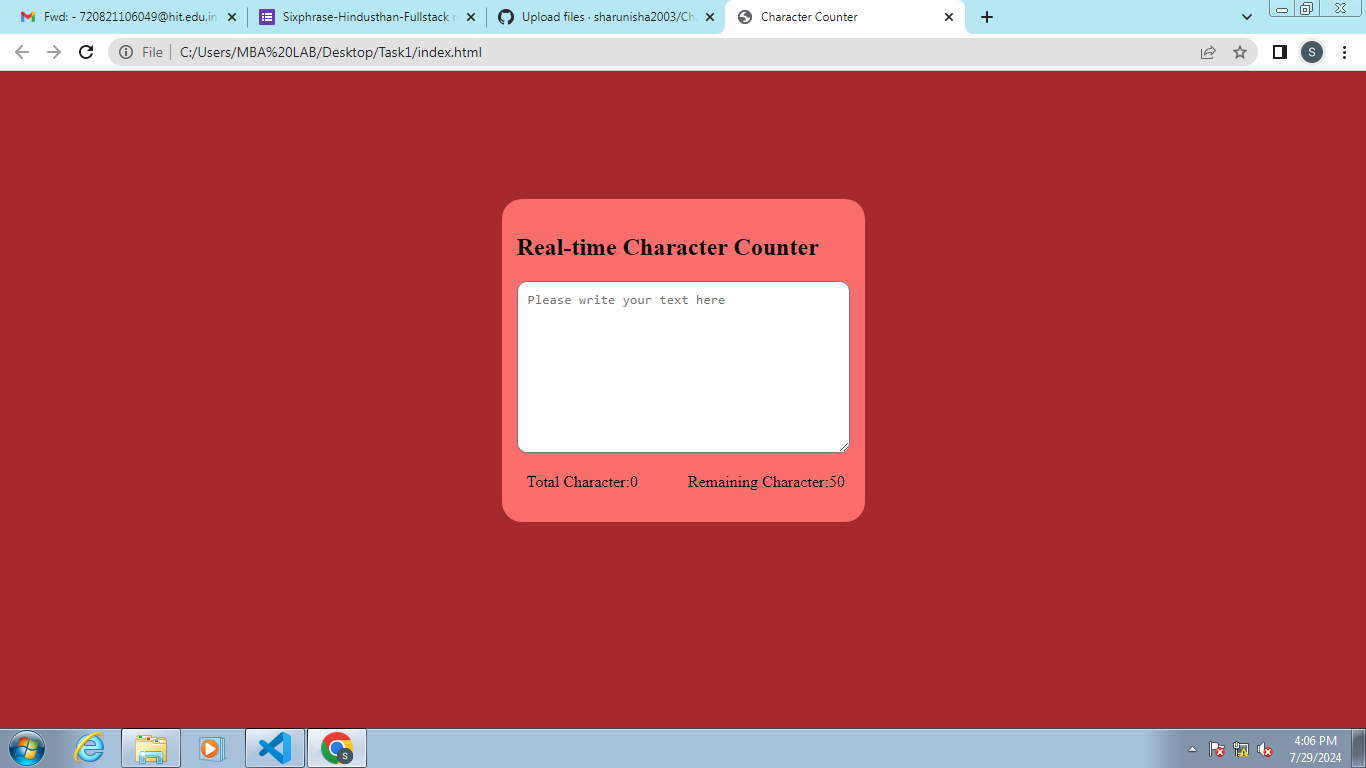 Fwd: - 720821106049@hit.edu.in
Sixphrase-Hindusthan-Fullstack
Upload files · sharunisha2003/Ch
Character Counter
File
C:/Users/MBA%20LAB/Desktop/Task1/index.html
S
Real-time Character Counter
Please write your text here
Total Character:0
Remaining Character:50
S
4:06 PM
7/29/2024